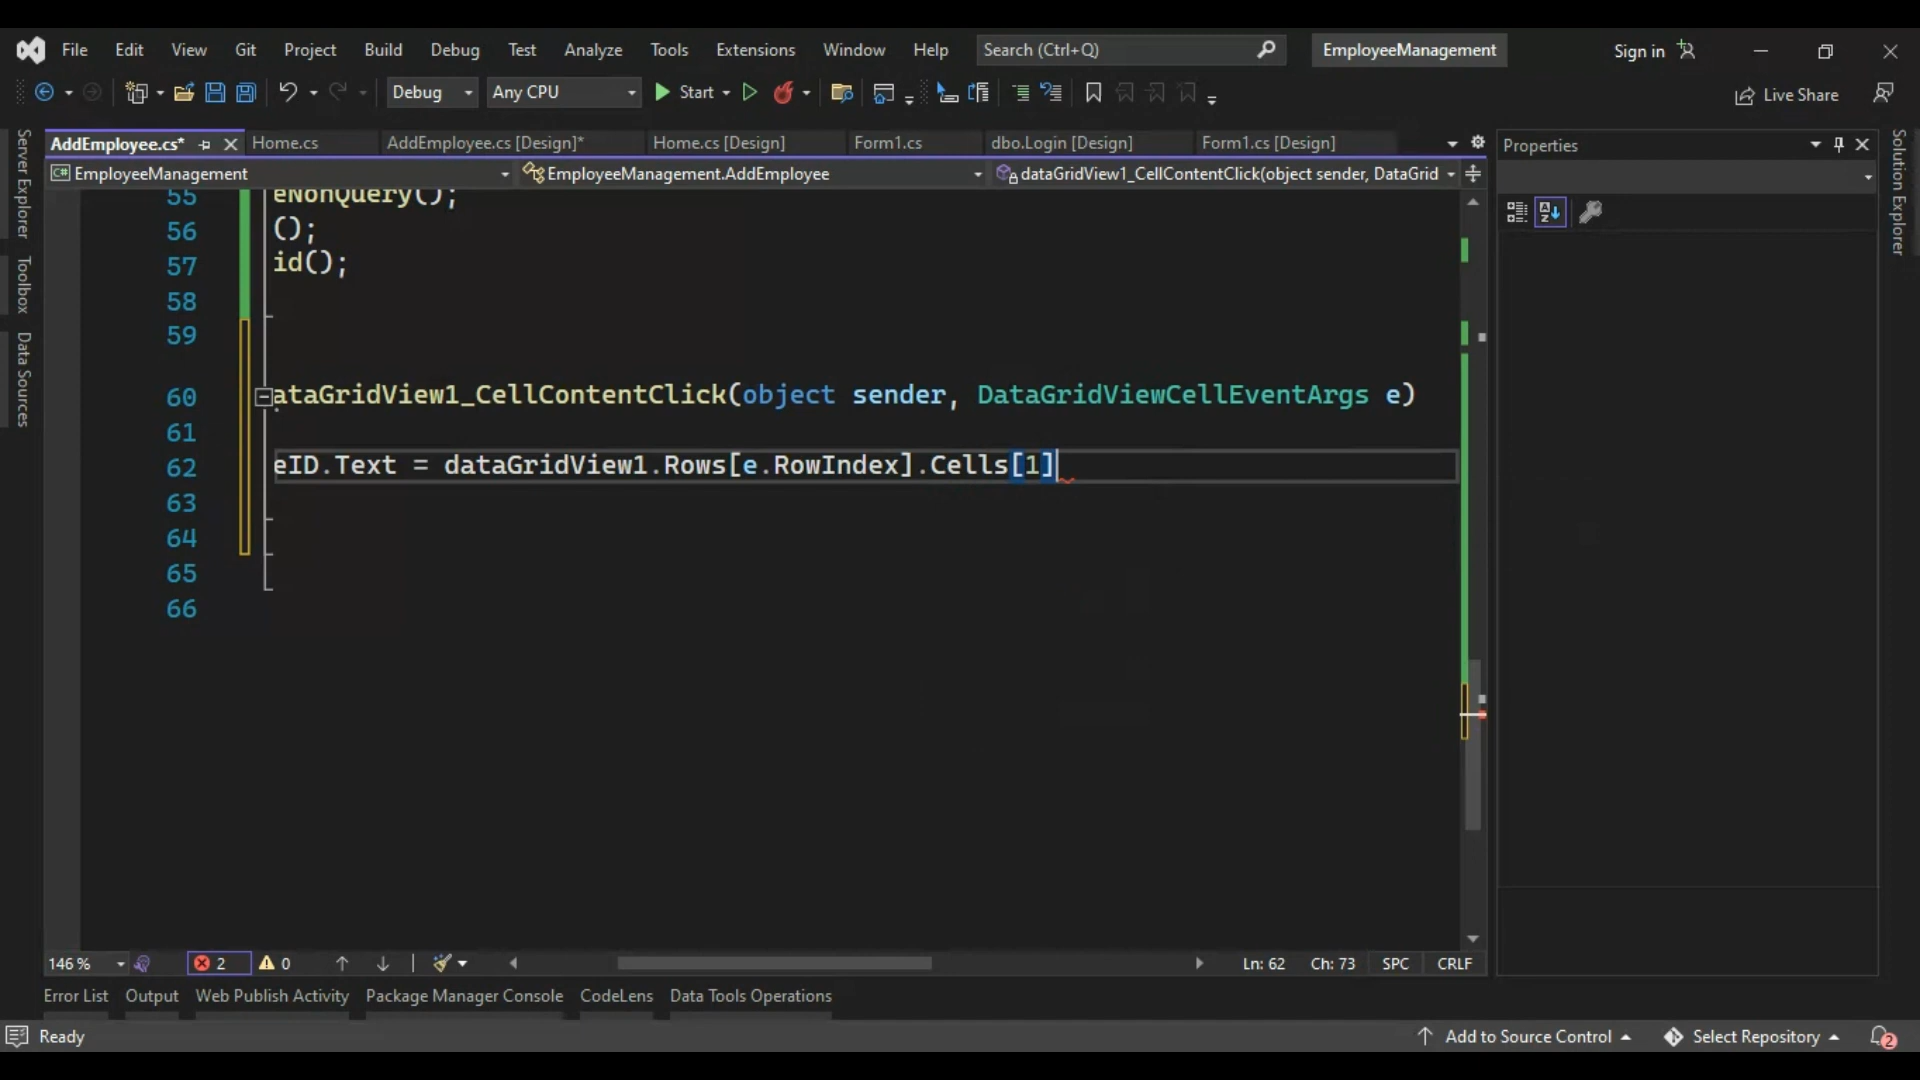 File Edit View Git Project Build Debug Test Analyze Tools Extensions Window Help Search (Ctrl+Q) EmployeeManagement Sign in
Debug Any CPU Start Live Share
AddEmployee.cs* Home.cs AddEmployee.cs [Design]* Home.cs [Design] Form1.cs dbo.Login [Design] Form1.cs [Design]
Properties
EmployeeManagement EmployeeManagement.AddEmployee dataGridView1_CellContentClick(object sender, DataGrid
Server Explorer
Toolbox
Data Sources
Solution Explorer
55 eNonQuery();
56 ();
57 id();
58
59
60 ataGridView1_CellContentClick(object sender, DataGridViewCellEventArgs e)
61
62 eID.Text = dataGridView1.Rows[e.RowIndex].Cells[1]
63
64
65
66
146 % 2 0 Ln: 62 Ch: 73 SPC CRLF
Error List Output Web Publish Activity Package Manager Console CodeLens Data Tools Operations
Ready Add to Source Control Select Repository 2